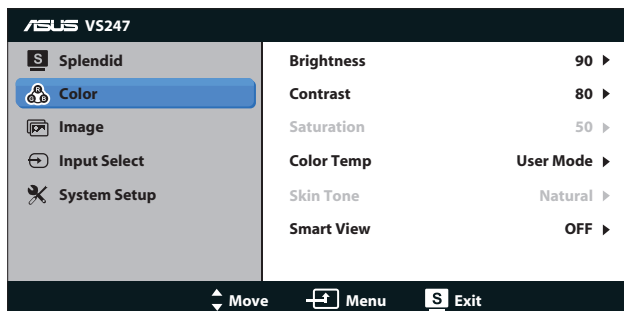 ASUS VS247
S Splendid
Color
Image
Input Select
System Setup
Brightness 90
Contrast 80
Saturation 50
Color Temp User Mode
Skin Tone Natural
Smart View OFF
Move Menu S Exit